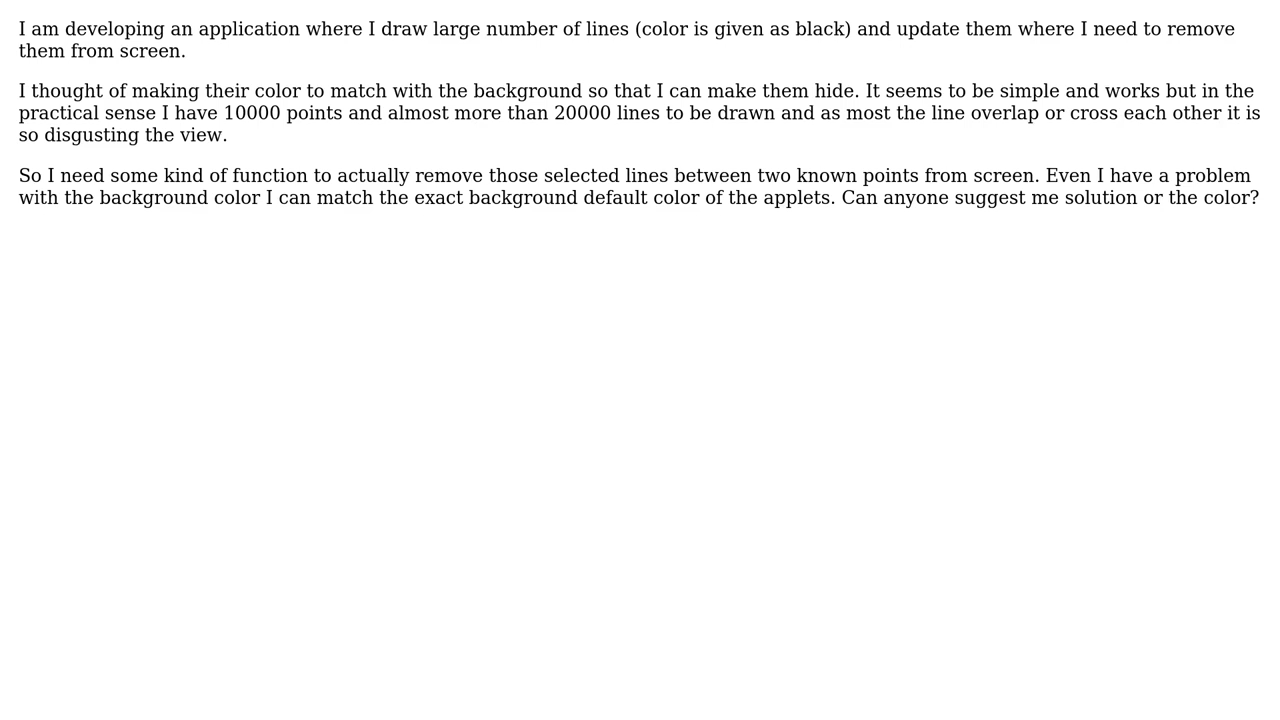 I am developing an application where I draw large number of lines (color is given as black) and update them where I need to remove
them from screen.
I thought of making their color to match with the background so that I can make them hide. It seems to be simple and works but in the
practical sense I have 10000 points and almost more than 20000 lines to be drawn and as most the line overlap or cross each other it is
so disgusting the view.
So I need some kind of function to actually remove those selected lines between two known points from screen. Even I have a problem
with the background color I can match the exact background default color of the applets. Can anyone suggest me solution or the color?